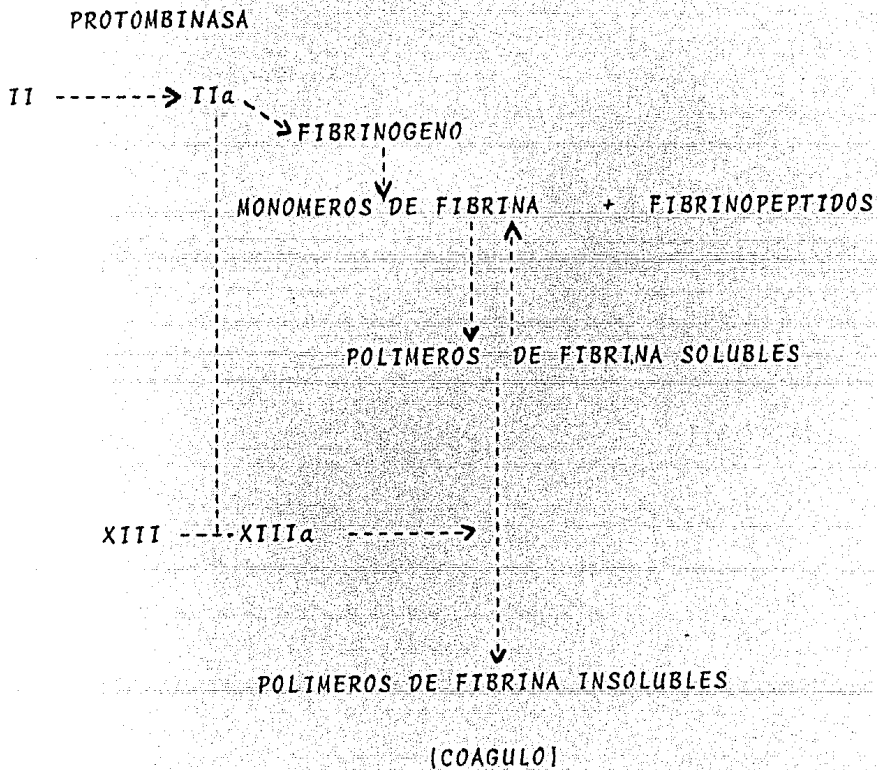 PROTOMBINASA
II IIa
FIBRINOGENO
MONOMEROS DE FIBRINA + FIBRINOPEPTIDOS
POLIMEROS DE FIBRINA SOLUBLES
XIII XIIIa
POLIMEROS DE FIBRINA INSOLUBLES
(COAGULO)